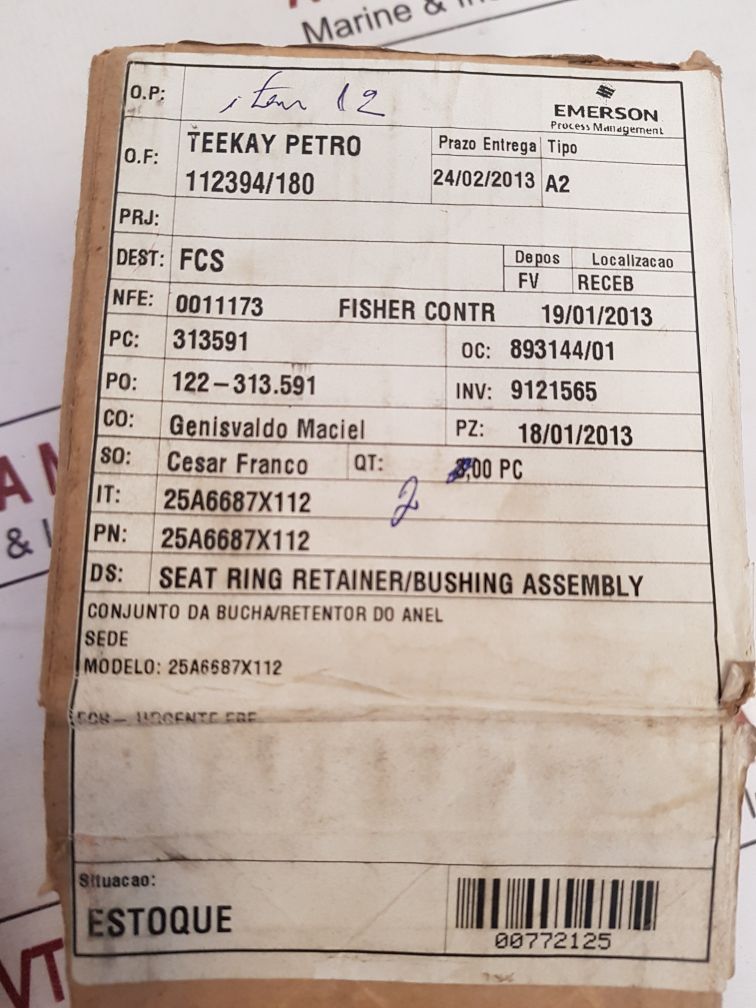 Marine &
O.P: item 12
EMERSON
Process Management
O.F: TEEKAY PETRO
112394/180
Prazo Entrega Tipo
24/02/2013 A2
PRJ:
DEST: FCS
Depos Localizacao
FV RECEB
NFE: 0011173 FISHER CONTR 19/01/2013
PC: 313591 OC: 893144/01
PO: 122-313.591 INV: 9121565
CO: Genisvaldo Maciel PZ: 18/01/2013
SO: Cesar Franco QT: ,00 PC
2
IT: 25A6687X112
PN: 25A6687X112
DS: SEAT RING RETAINER/BUSHING ASSEMBLY
CONJUNTO DA BUCHA/RETENTOR DO ANEL
SEDE
MODELO: 25A6687X112
URGENTE
Situacao:
ESTOQUE
00772125